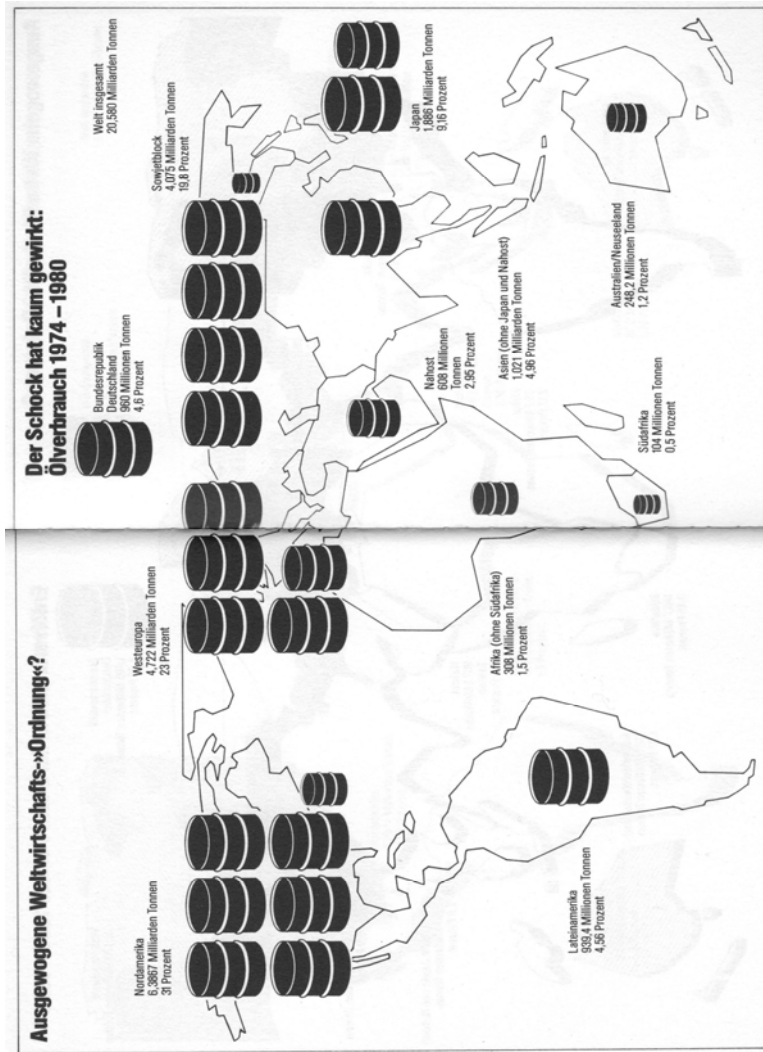 Ausgewogene Weltwirtschafts-»Ordnung«?
Der Schock hat kaum gewirkt:
Ölverbrauch 1974–1980
Nordamerika
6,3867 Milliarden Tonnen
31 Prozent
Westeuropa
4,722 Milliarden Tonnen
23 Prozent
Bundesrepublik
Deutschland
960 Millionen Tonnen
4,6 Prozent
Sowjetblock
4,075 Milliarden Tonnen
19,8 Prozent
Welt insgesamt
20,580 Milliarden Tonnen
Japan
1,886 Milliarden Tonnen
9,16 Prozent
Nahost
608 Millionen
Tonnen
2,95 Prozent
Asien (ohne Japan und Nahost)
1,021 Milliarden Tonnen
4,96 Prozent
Afrika (ohne Südafrika)
308 Millionen Tonnen
1,5 Prozent
Lateinamerika
939,4 Millionen Tonnen
4,56 Prozent
Südafrika
104 Millionen Tonnen
0,5 Prozent
Australien/Neuseeland
248,2 Millionen Tonnen
1,2 Prozent